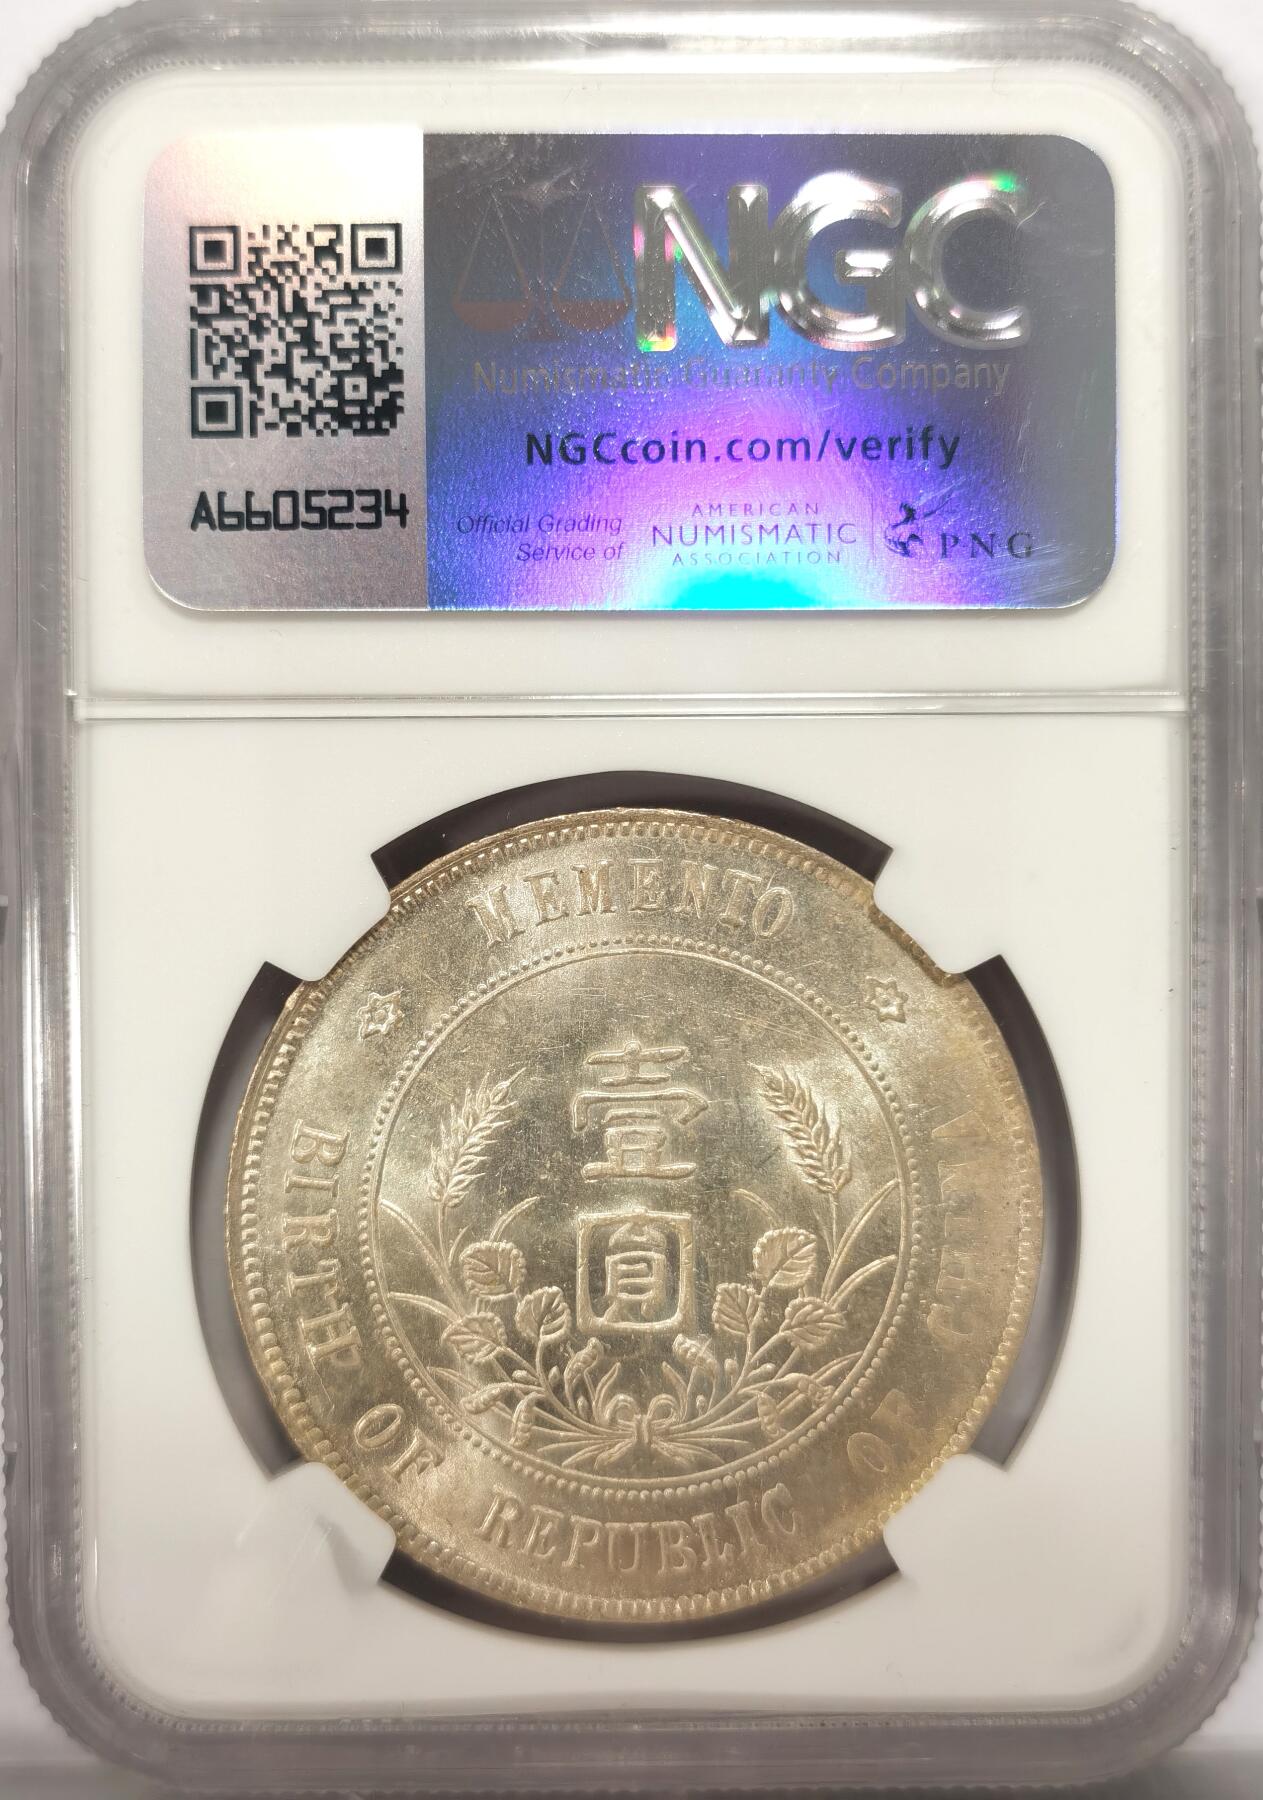 NGC
Numismatic Guaranty Company
NGCcoin.com/verify
A6605234
Official Grading
Service of
AMERICAN
NUMISMATIC
ASSOCIATION
PNG
MEMENTO
壹
圓
BIRTH OF REPUBLIC OF CHINA